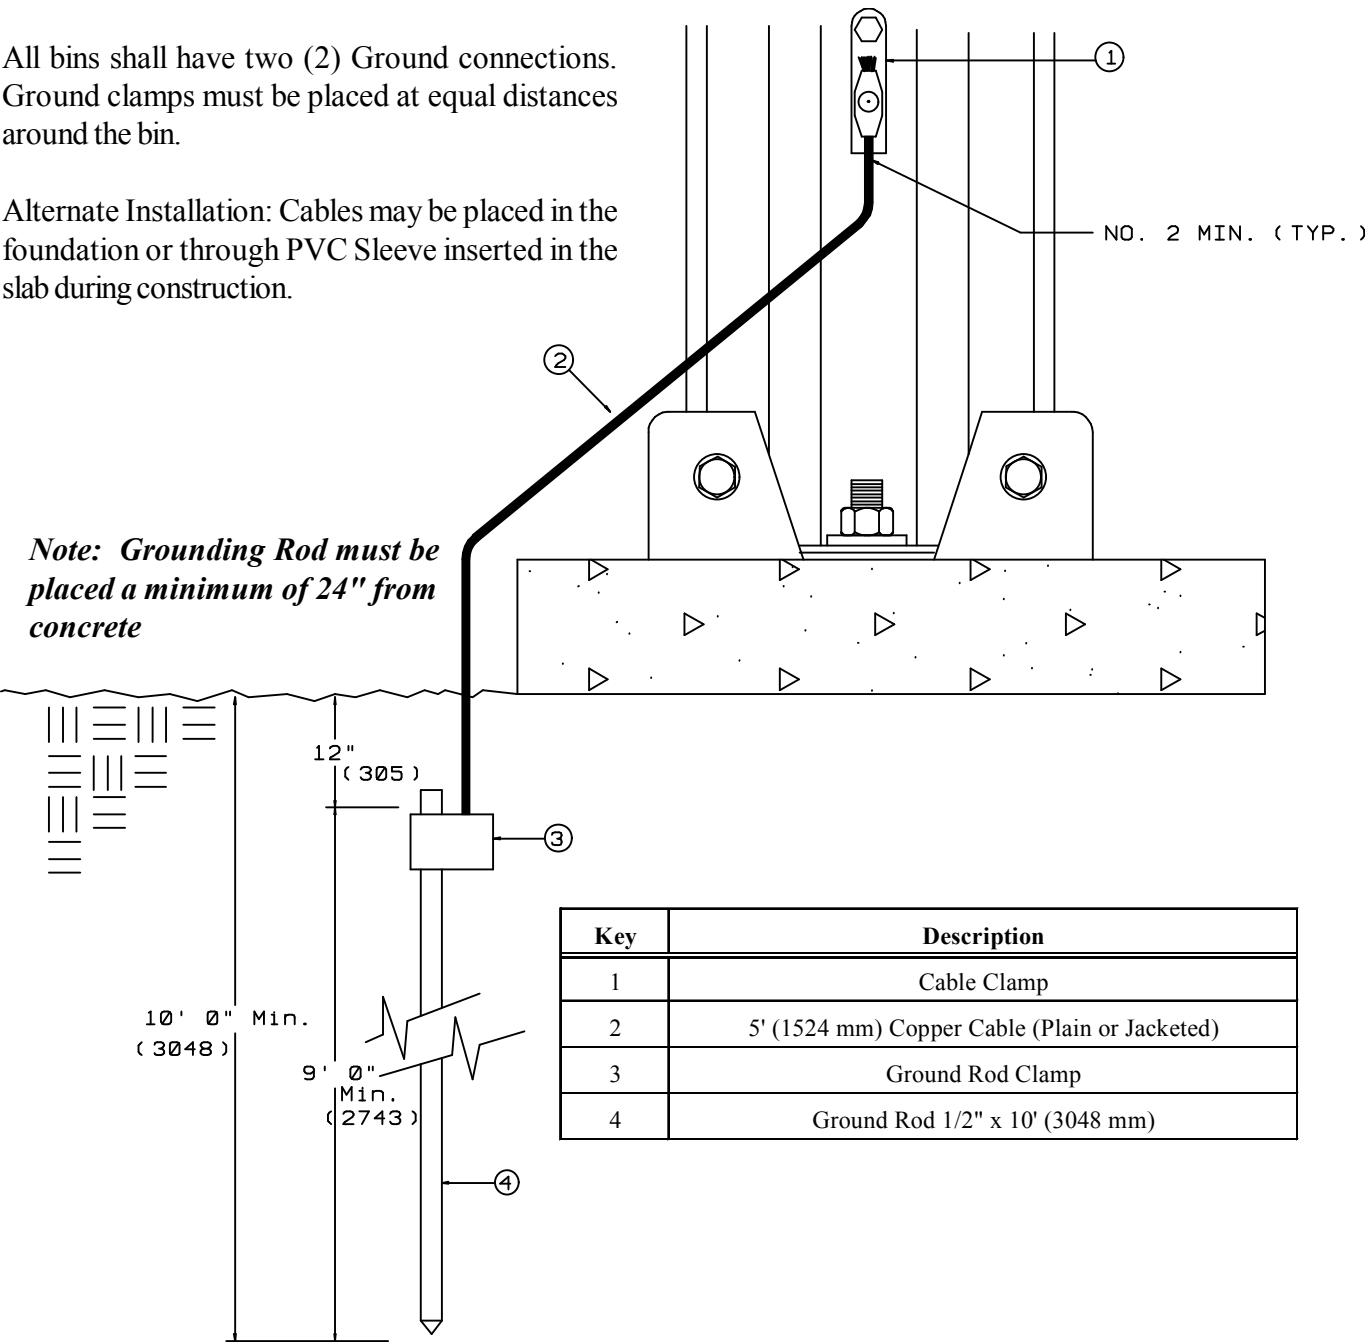 All bins shall have two (2) Ground connections.
Ground clamps must be placed at equal distances
around the bin.
Alternate Installation: Cables may be placed in the
foundation or through PVC Sleeve inserted in the
slab during construction.
1
NO. 2 MIN. (TYP.)
2
Note: Grounding Rod must be
placed a minimum of 24" from
concrete
12"
(305)
3
10' 0" Min.
(3048)
9' 0"
Min.
(2743)
4
Key Description
1 Cable Clamp
2 5' (1524 mm) Copper Cable (Plain or Jacketed)
3 Ground Rod Clamp
4 Ground Rod 1/2" x 10' (3048 mm)